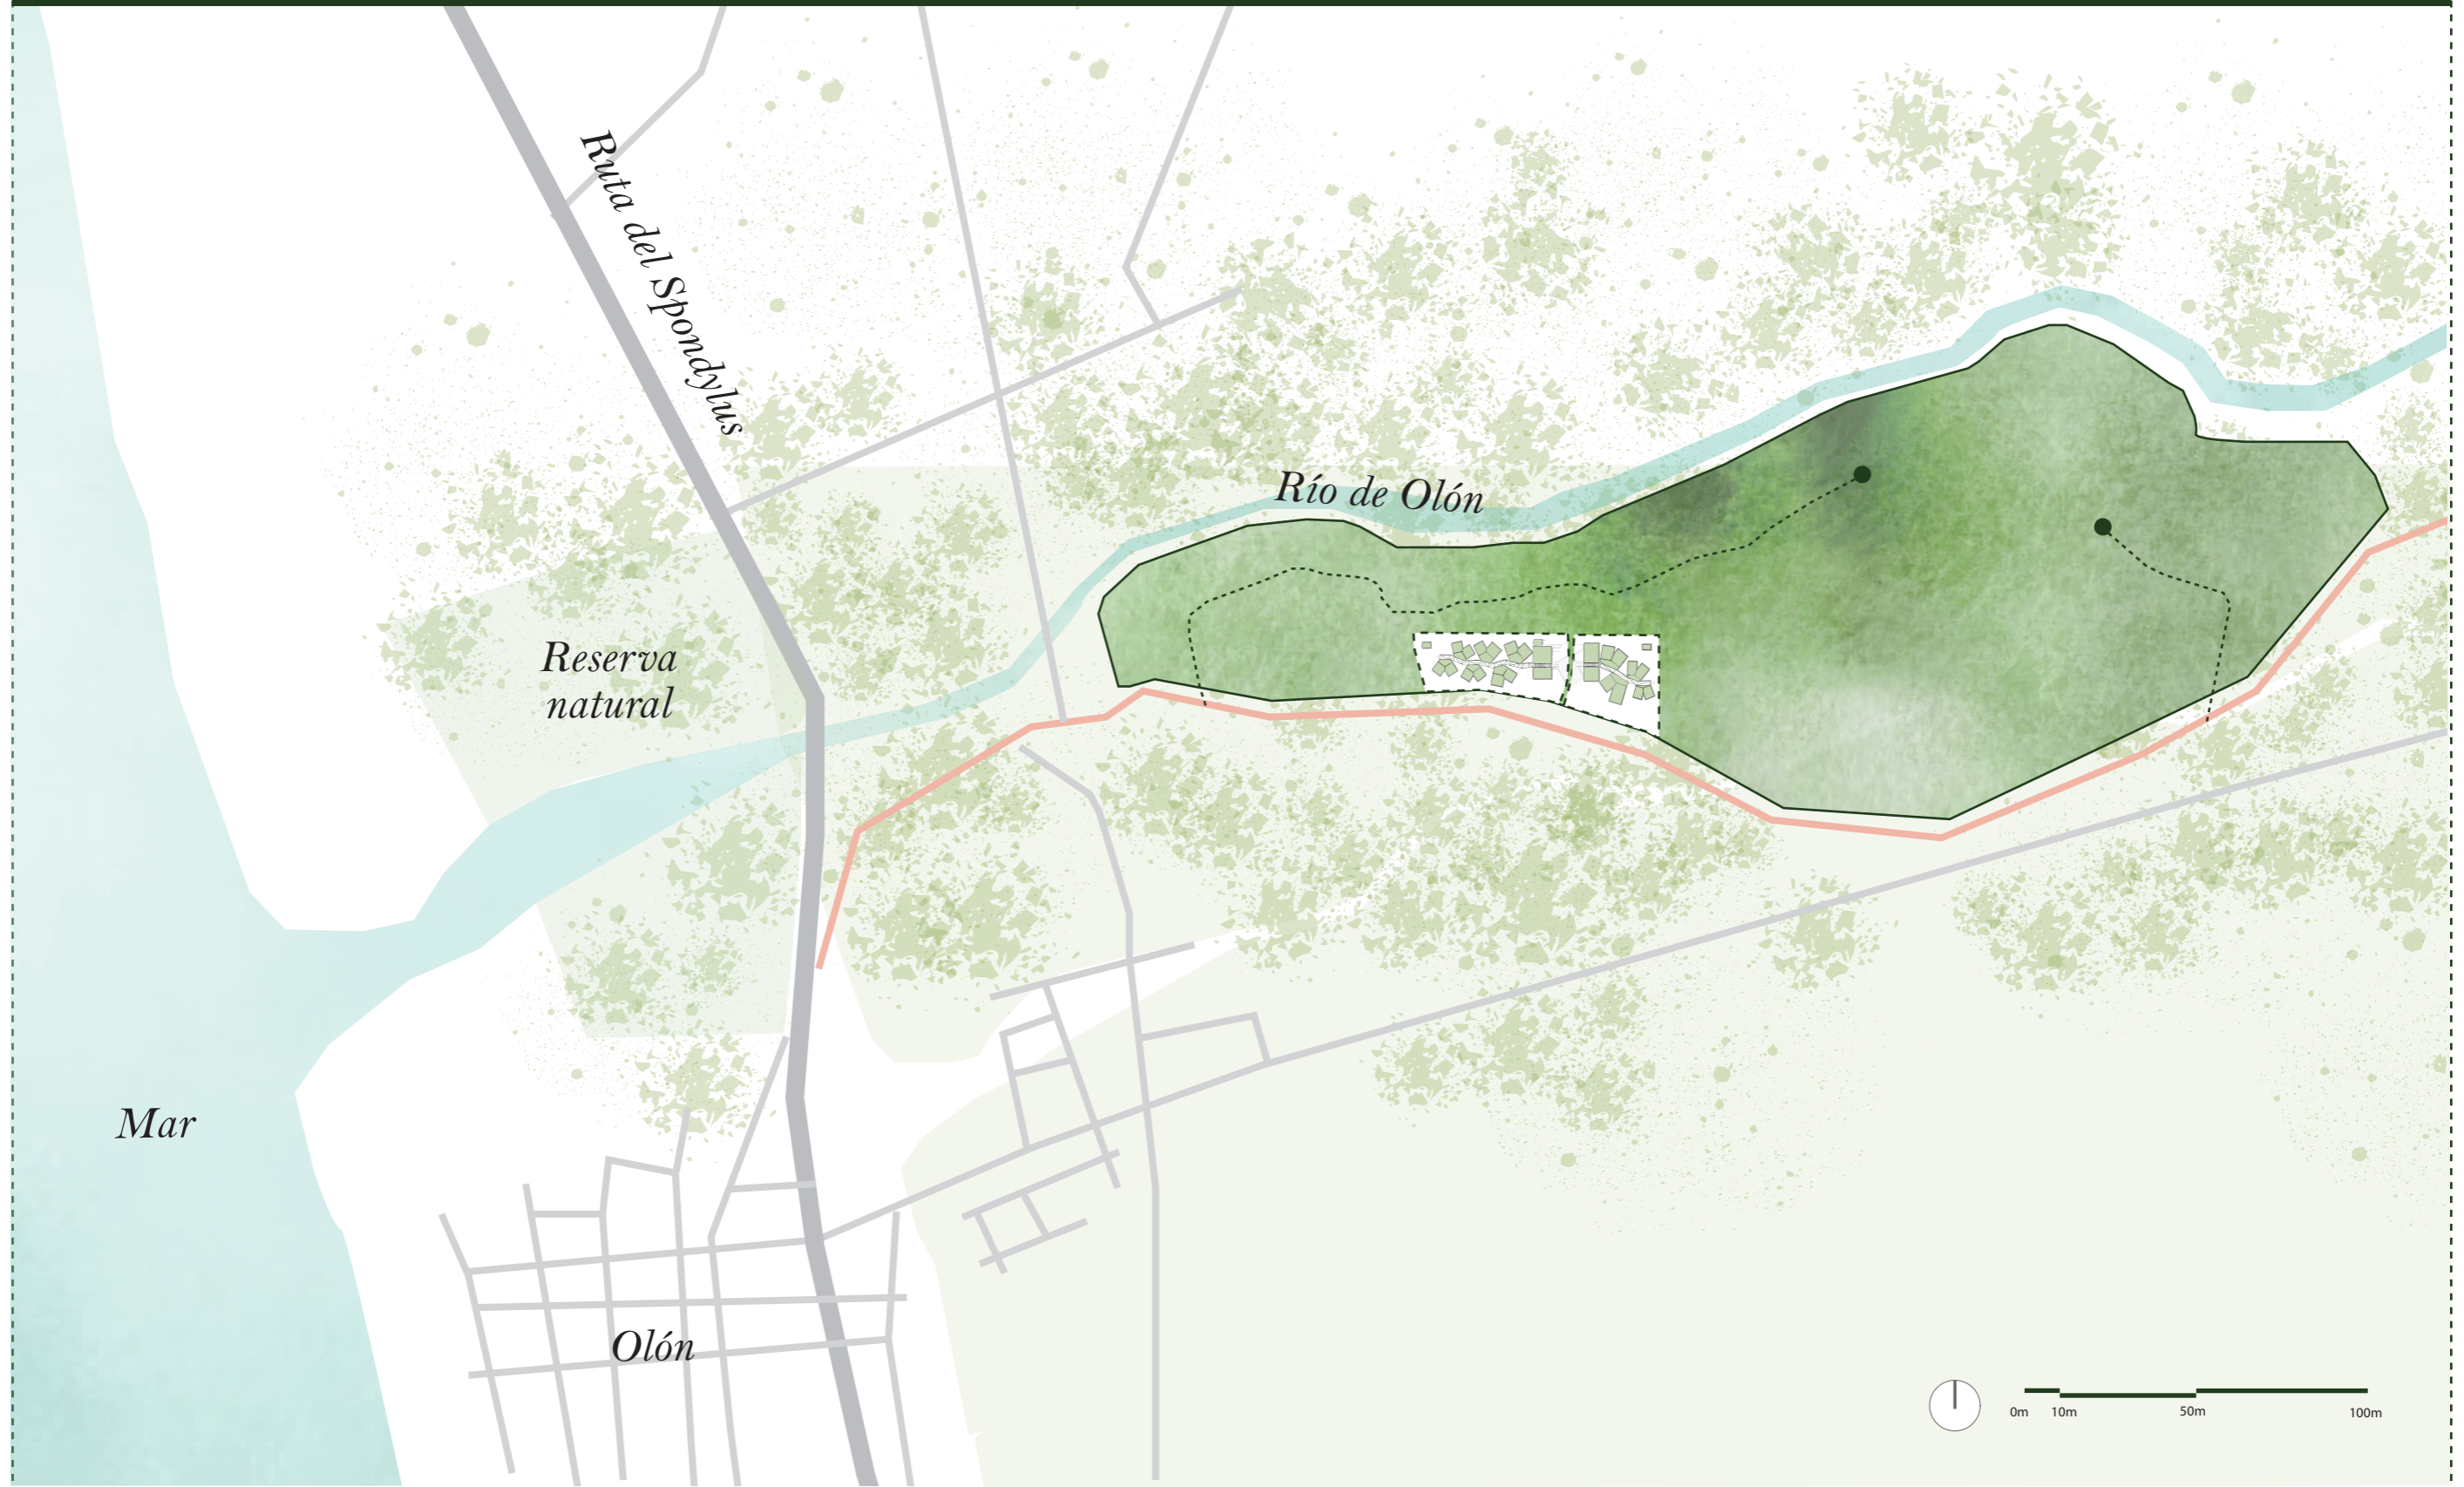 Ruta del Spondylus
Río de Olón
Reserva
natural
Mar
Olón
0m 10m 50m 100m